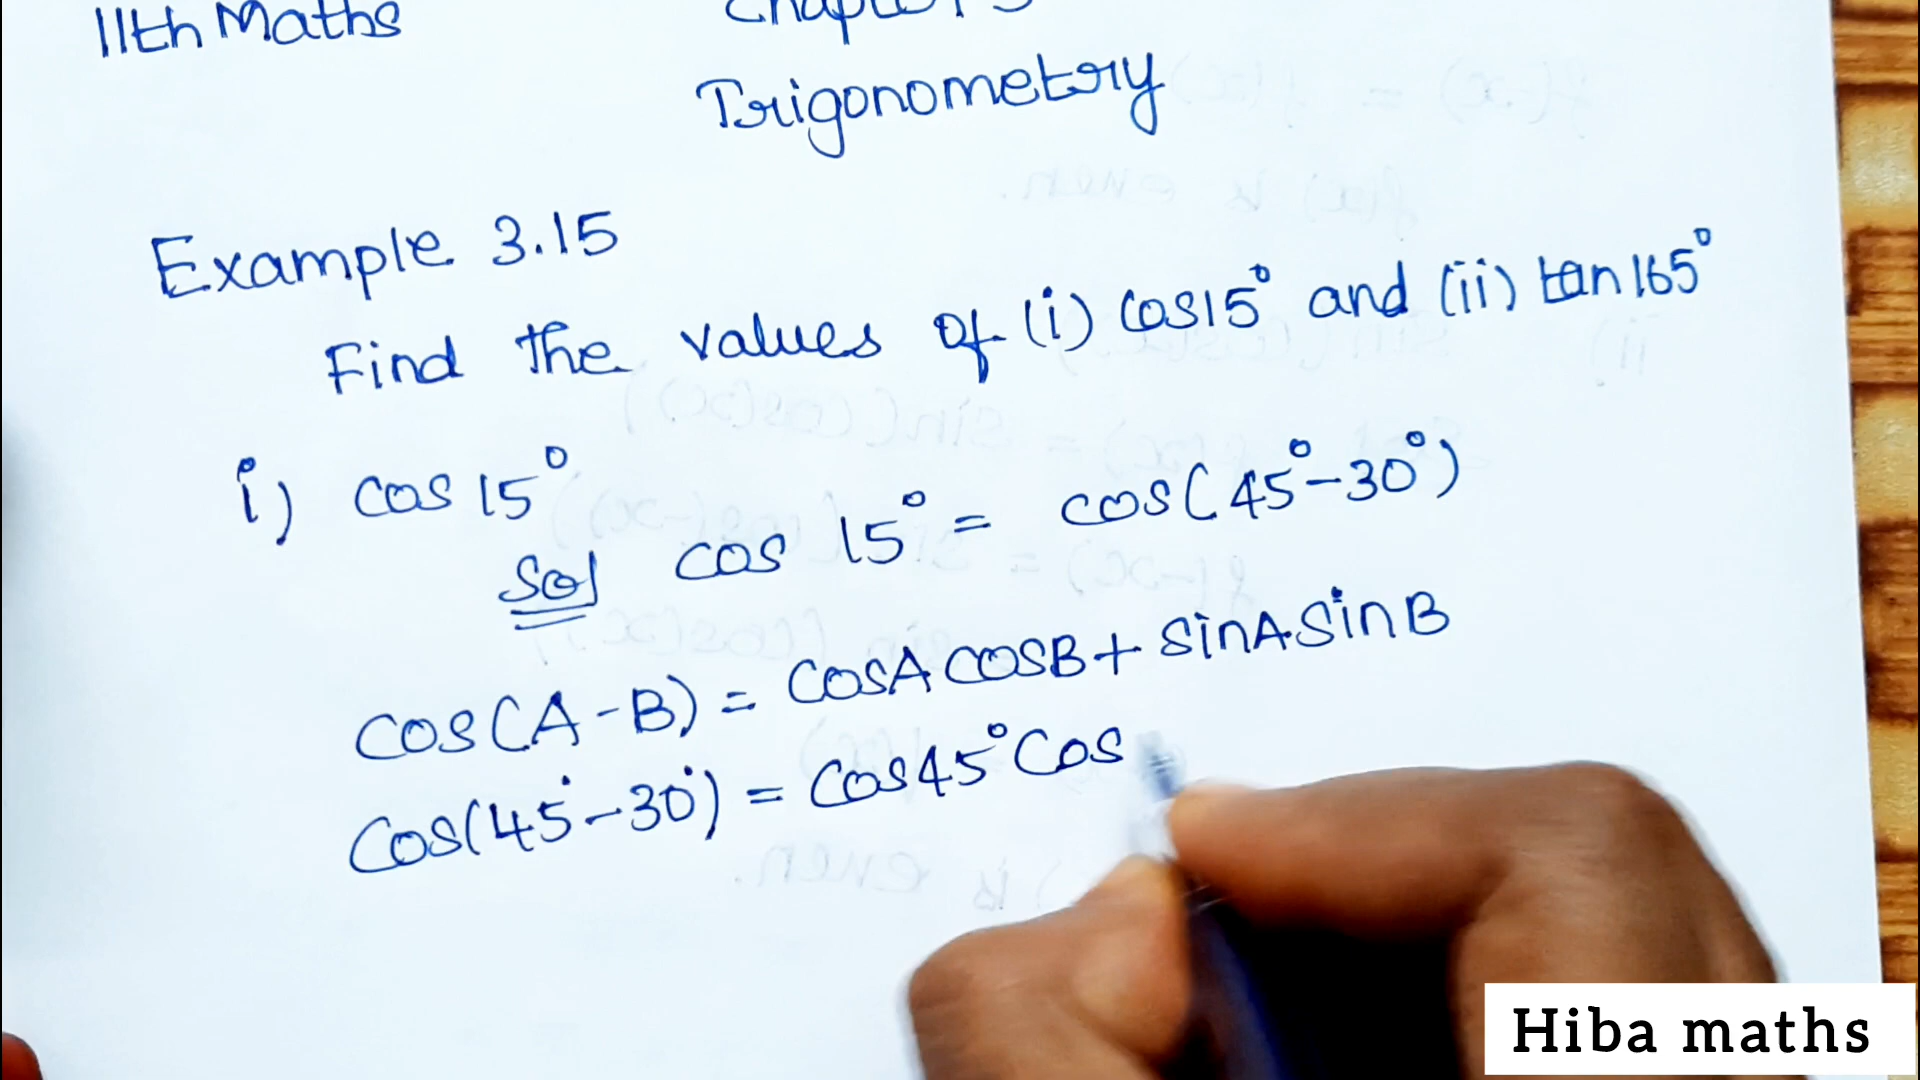 11th Maths
Trigonometry
Example 3.15
Find the values of (i) cos15° and (ii) tan165°
i) cos 15°
Sol cos 15° = cos(45°-30°)
cos(A-B) = cosA cosB + sinA sinB
Cos(45°-30°) = Cos45° Cos
Hiba maths